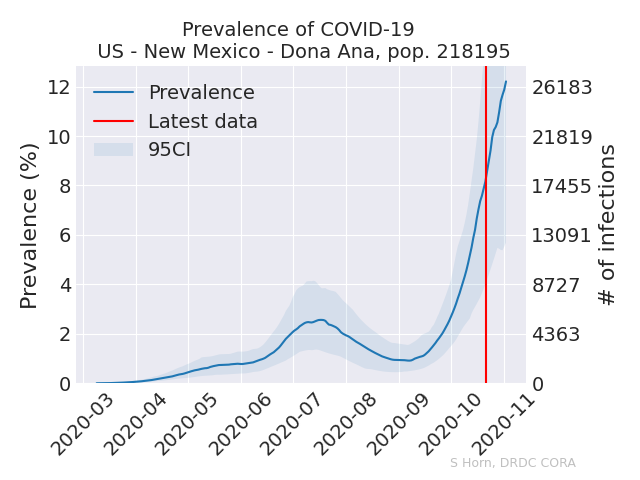 Prevalence of COVID-19
US - New Mexico - Dona Ana, pop. 218195
Prevalence
Latest data
95CI
Prevalence (%)
12
10
8
6
4
2
0
26183
21819
17455
13091
8727
4363
0
# of infections
2020-03
2020-04
2020-05
2020-06
2020-07
2020-08
2020-09
2020-10
2020-11
S Horn, DRDC CORA